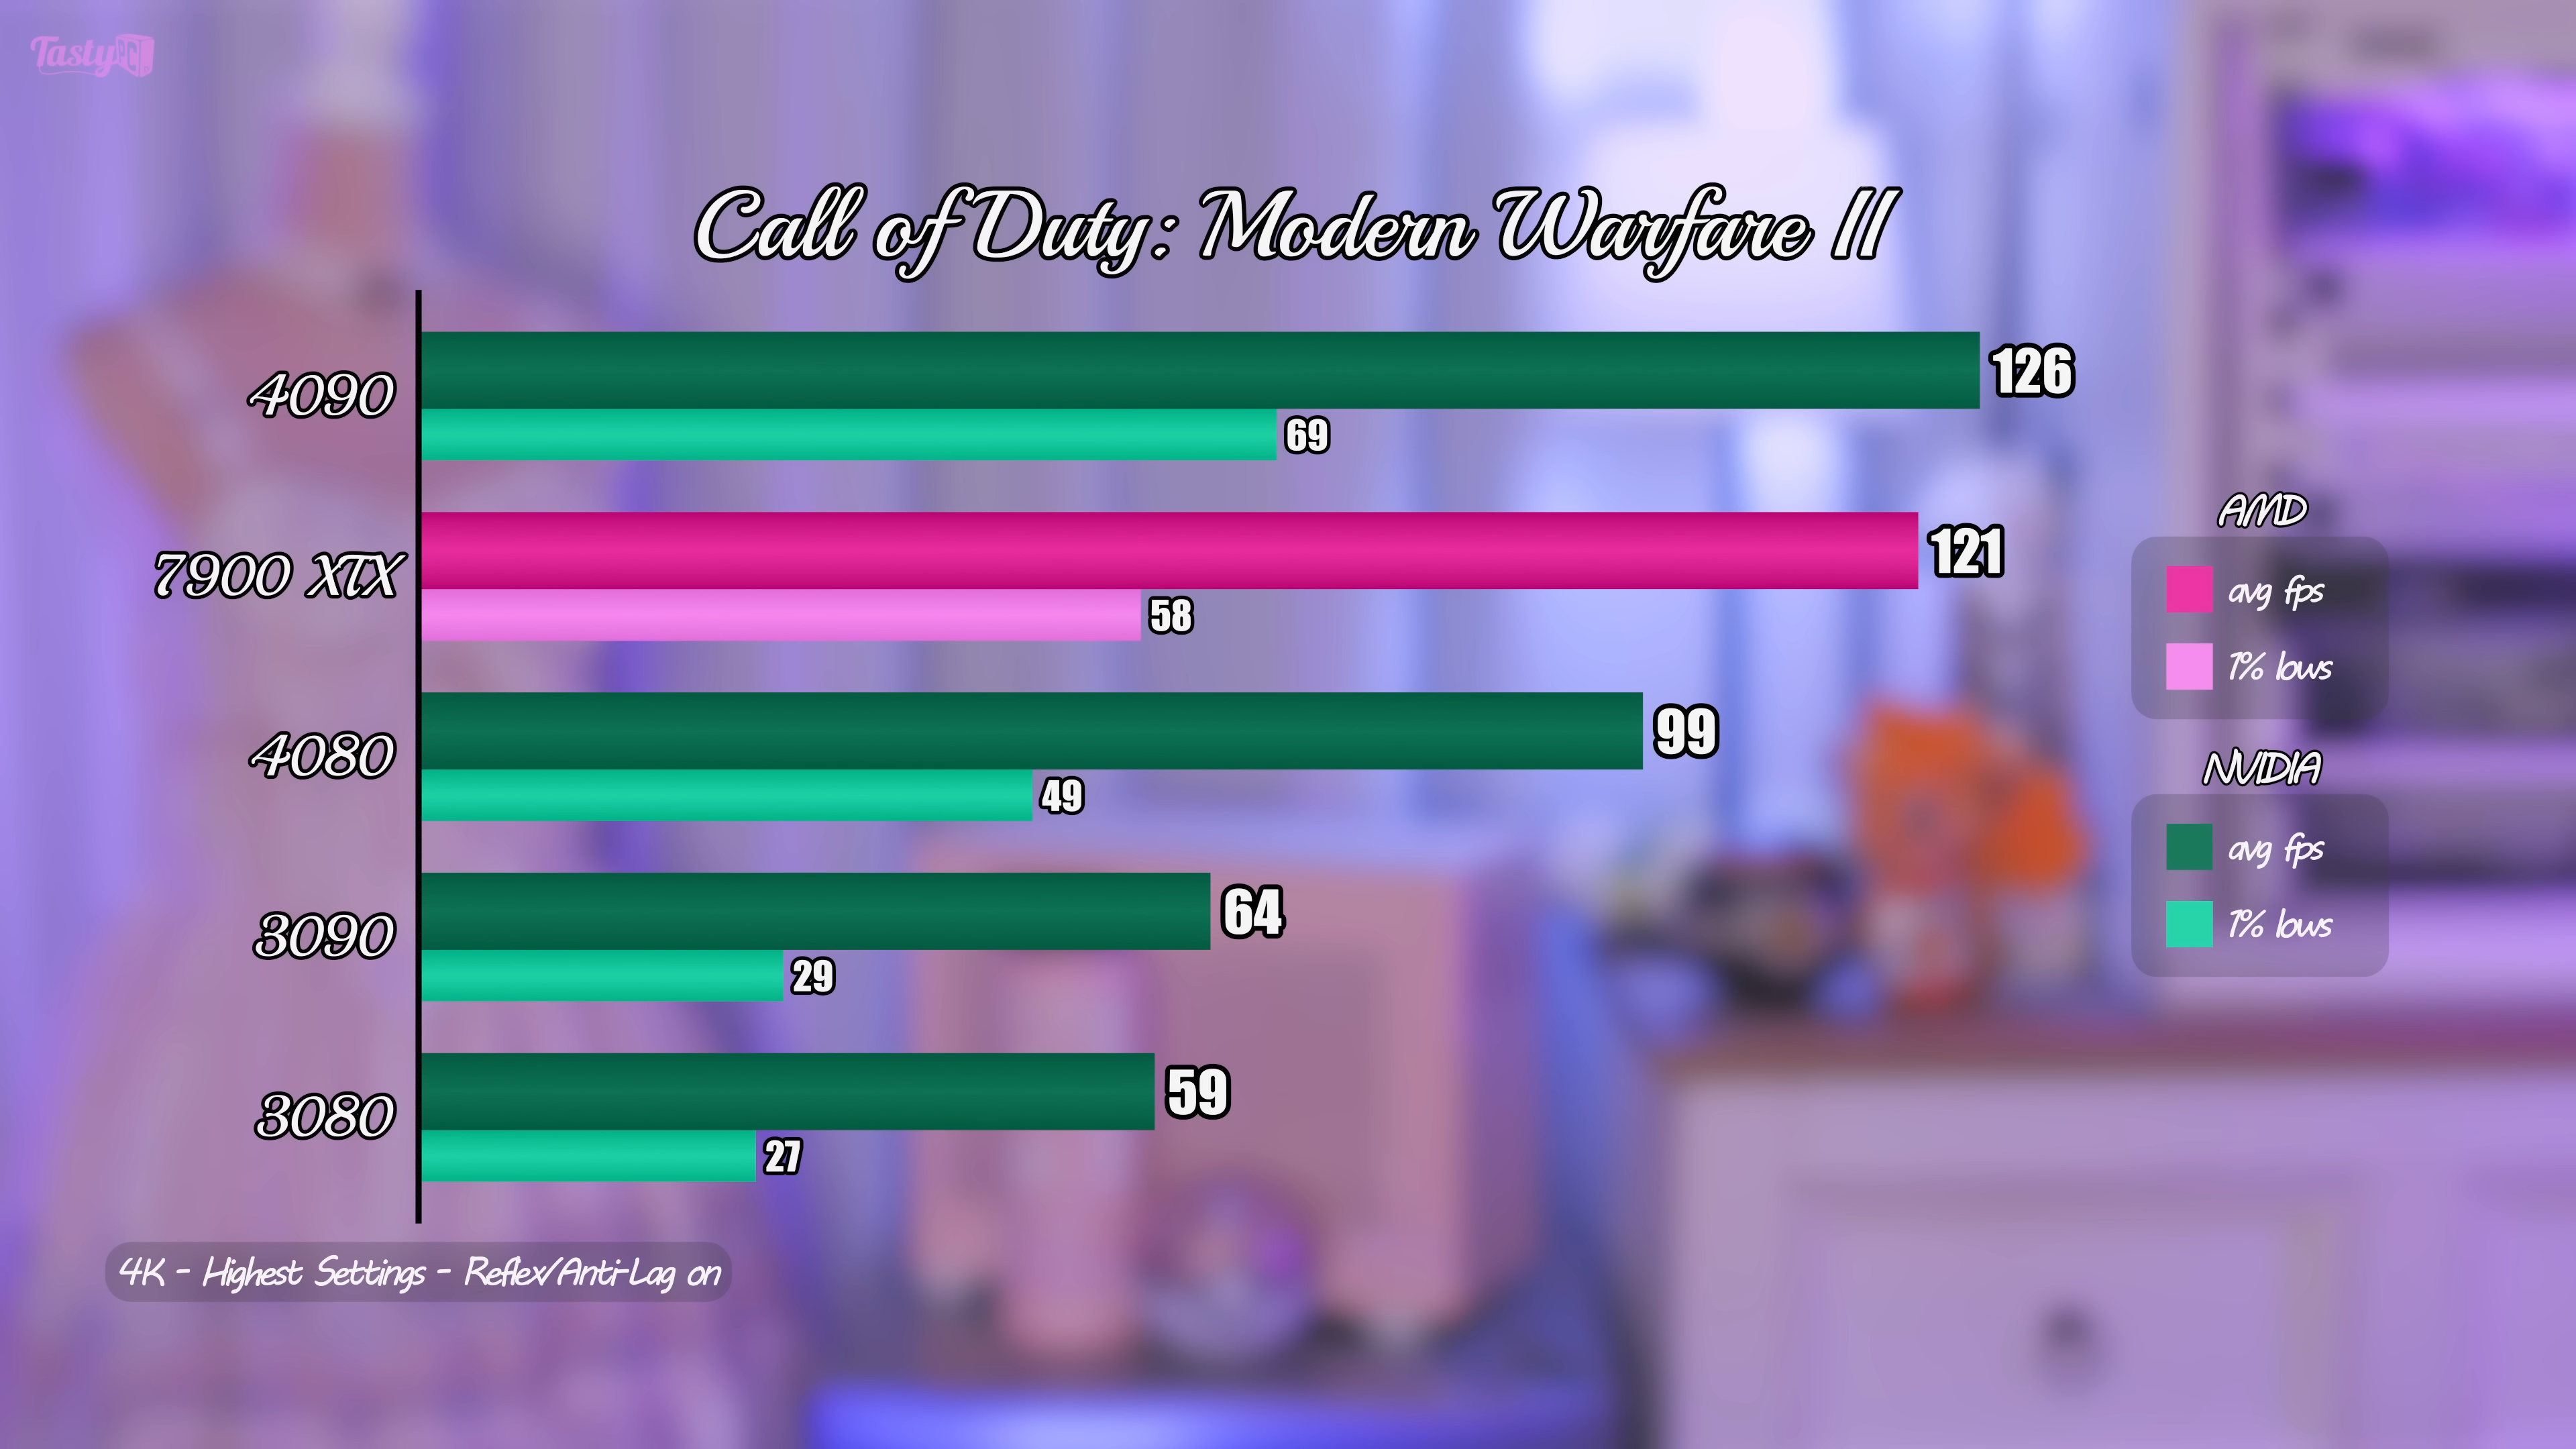 TastyPC
Call of Duty: Modern Warfare II
4090
126
69
7900 XTX
121
58
4080
99
49
3090
64
29
3080
59
27
AMD
avg fps
1% lows
NVIDIA
avg fps
1% lows
4K - Highest Settings - Reflex/Anti-Lag on